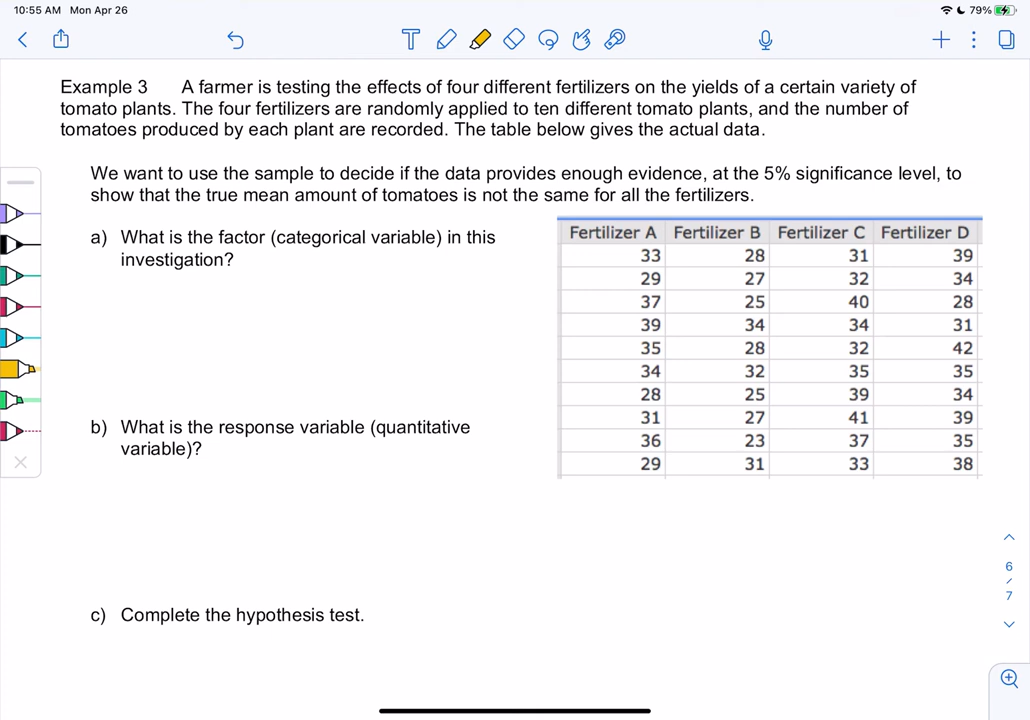 10:55 AM Mon Apr 26
79%
Example 3 A farmer is testing the effects of four different fertilizers on the yields of a certain variety of
tomato plants. The four fertilizers are randomly applied to ten different tomato plants, and the number of
tomatoes produced by each plant are recorded. The table below gives the actual data.
We want to use the sample to decide if the data provides enough evidence, at the 5% significance level, to
show that the true mean amount of tomatoes is not the same for all the fertilizers.
a) What is the factor (categorical variable) in this
investigation?
Fertilizer A Fertilizer B Fertilizer C Fertilizer D
33 28 31 39
29 27 32 34
37 25 40 28
39 34 34 31
35 28 32 42
34 32 35 35
28 25 39 34
31 27 41 39
36 23 37 35
29 31 33 38
b) What is the response variable (quantitative
variable)?
c) Complete the hypothesis test.
6
/
7